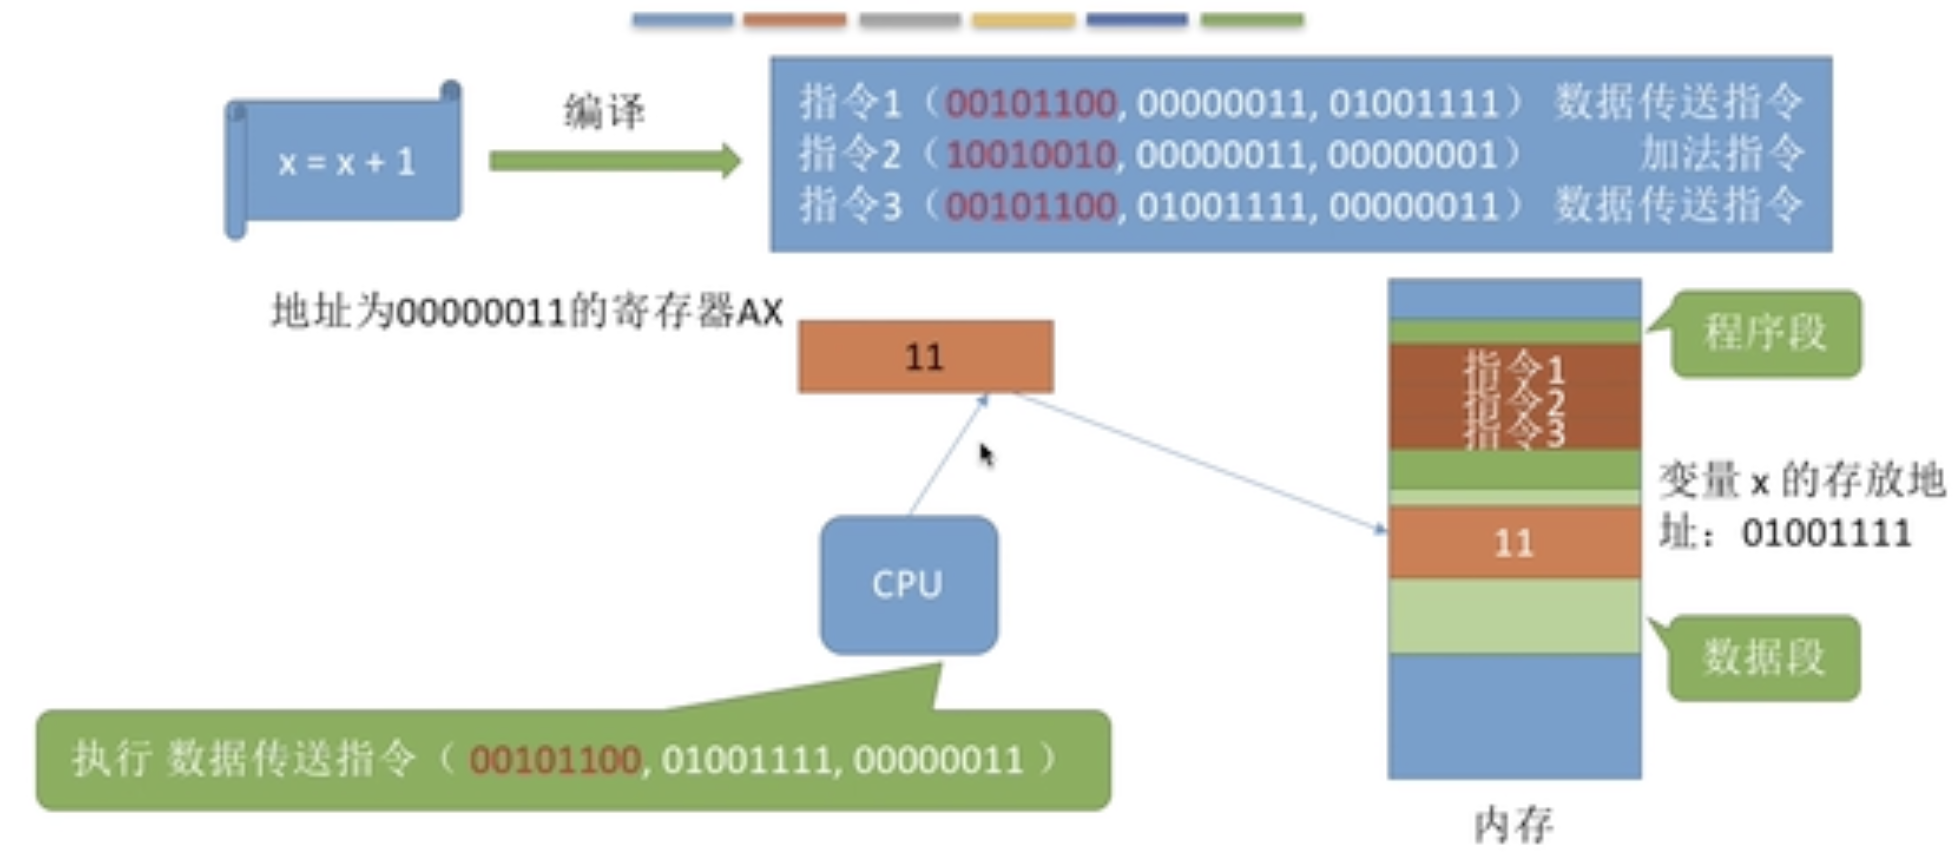 x = x + 1
编译
指令1（00101100, 00000011, 01001111） 数据传送指令
指令2（10010010, 00000011, 00000001） 加法指令
指令3（00101100, 01001111, 00000011） 数据传送指令
地址为00000011的寄存器AX
11
程序段
指令1
指令2
指令3
变量 x 的存放地
址：01001111
11
CPU
数据段
执行 数据传送指令（ 00101100, 01001111, 00000011 ）
内存